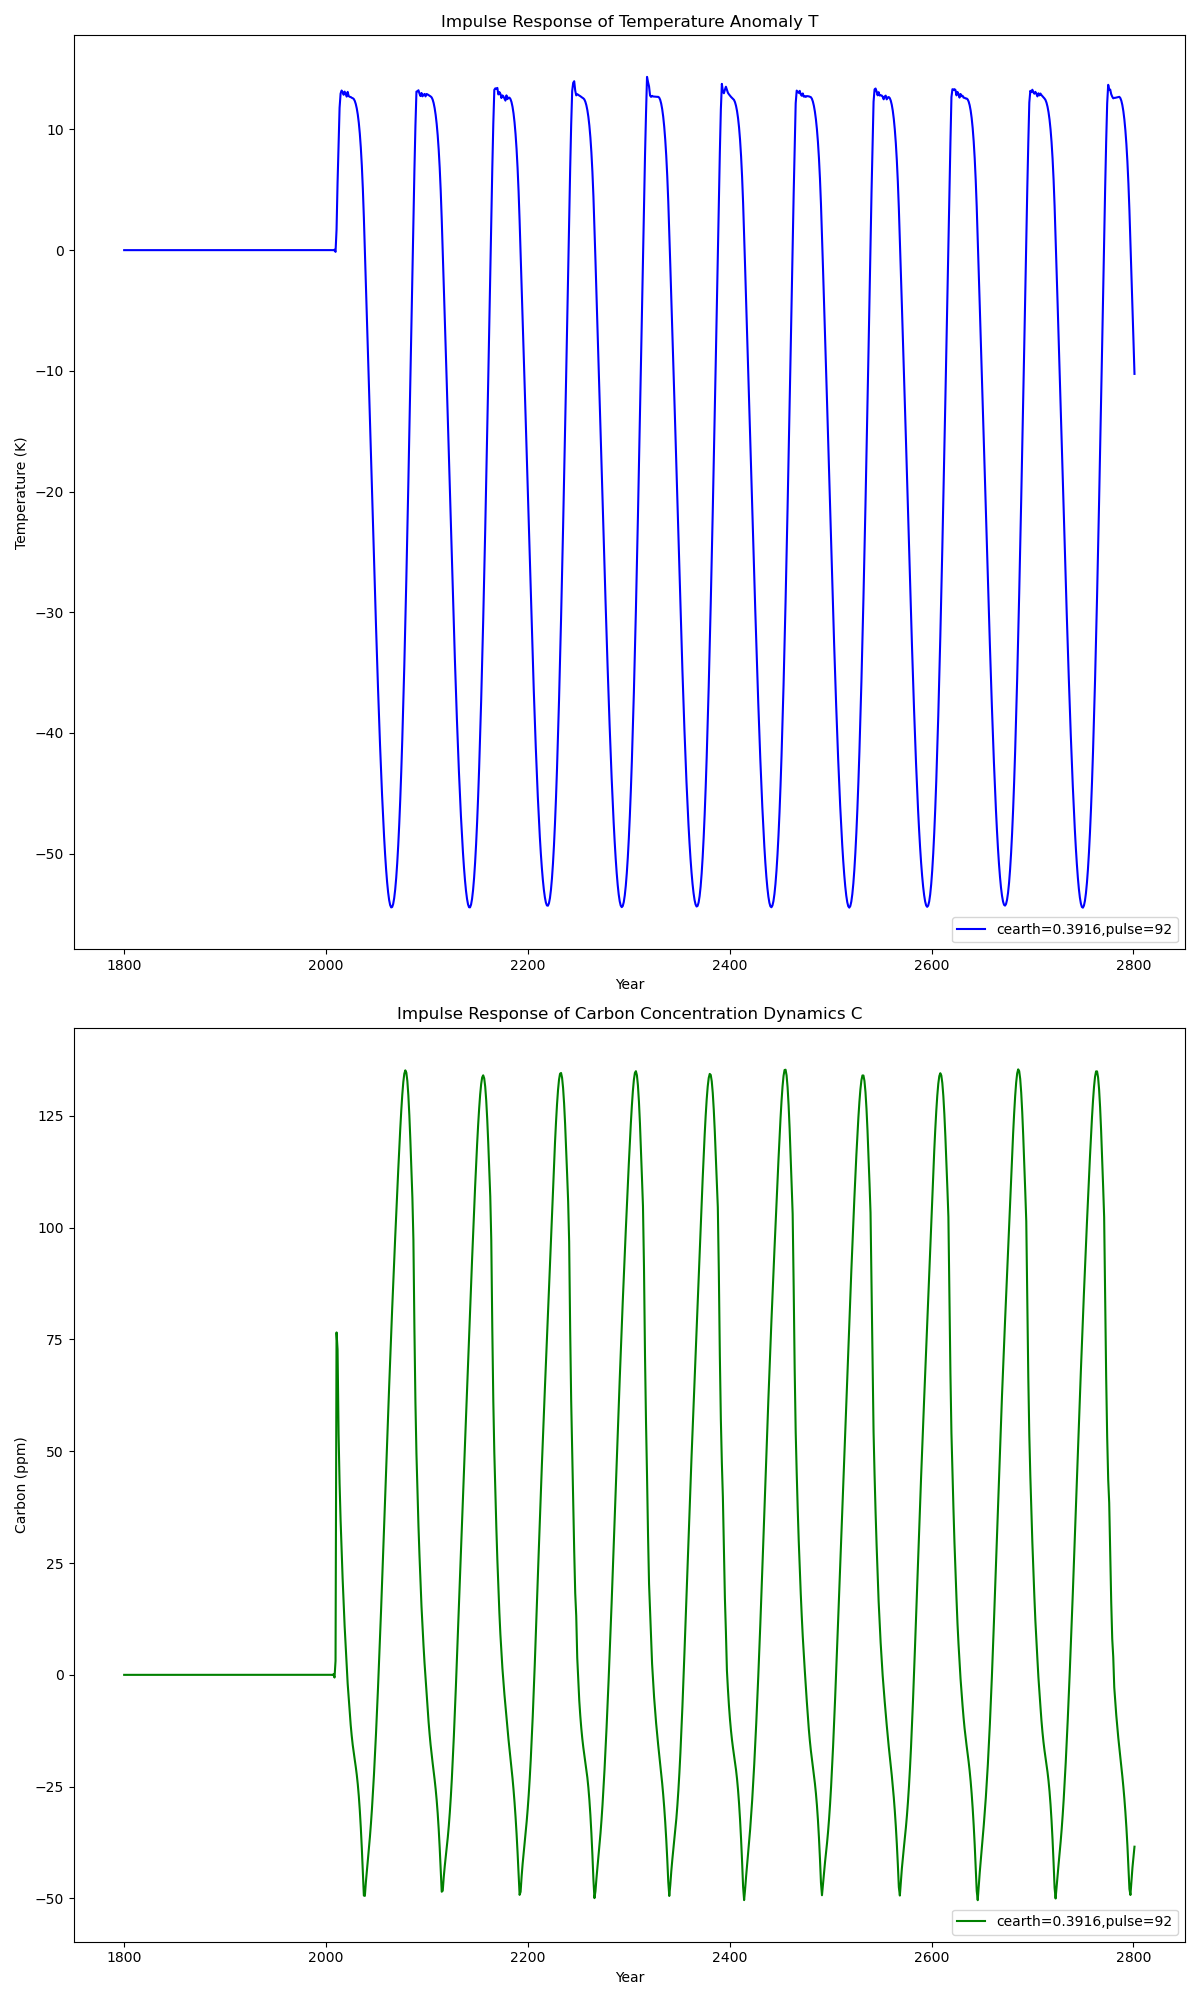 Impulse Response of Temperature Anomaly T
10
0
−10
−20
−30
−40
−50
Temperature (K)
cearth=0.3916,pulse=92
1800 2000 2200 2400 2600 2800
Year
Impulse Response of Carbon Concentration Dynamics C
125
100
75
50
25
0
−25
−50
Carbon (ppm)
cearth=0.3916,pulse=92
1800 2000 2200 2400 2600 2800
Year